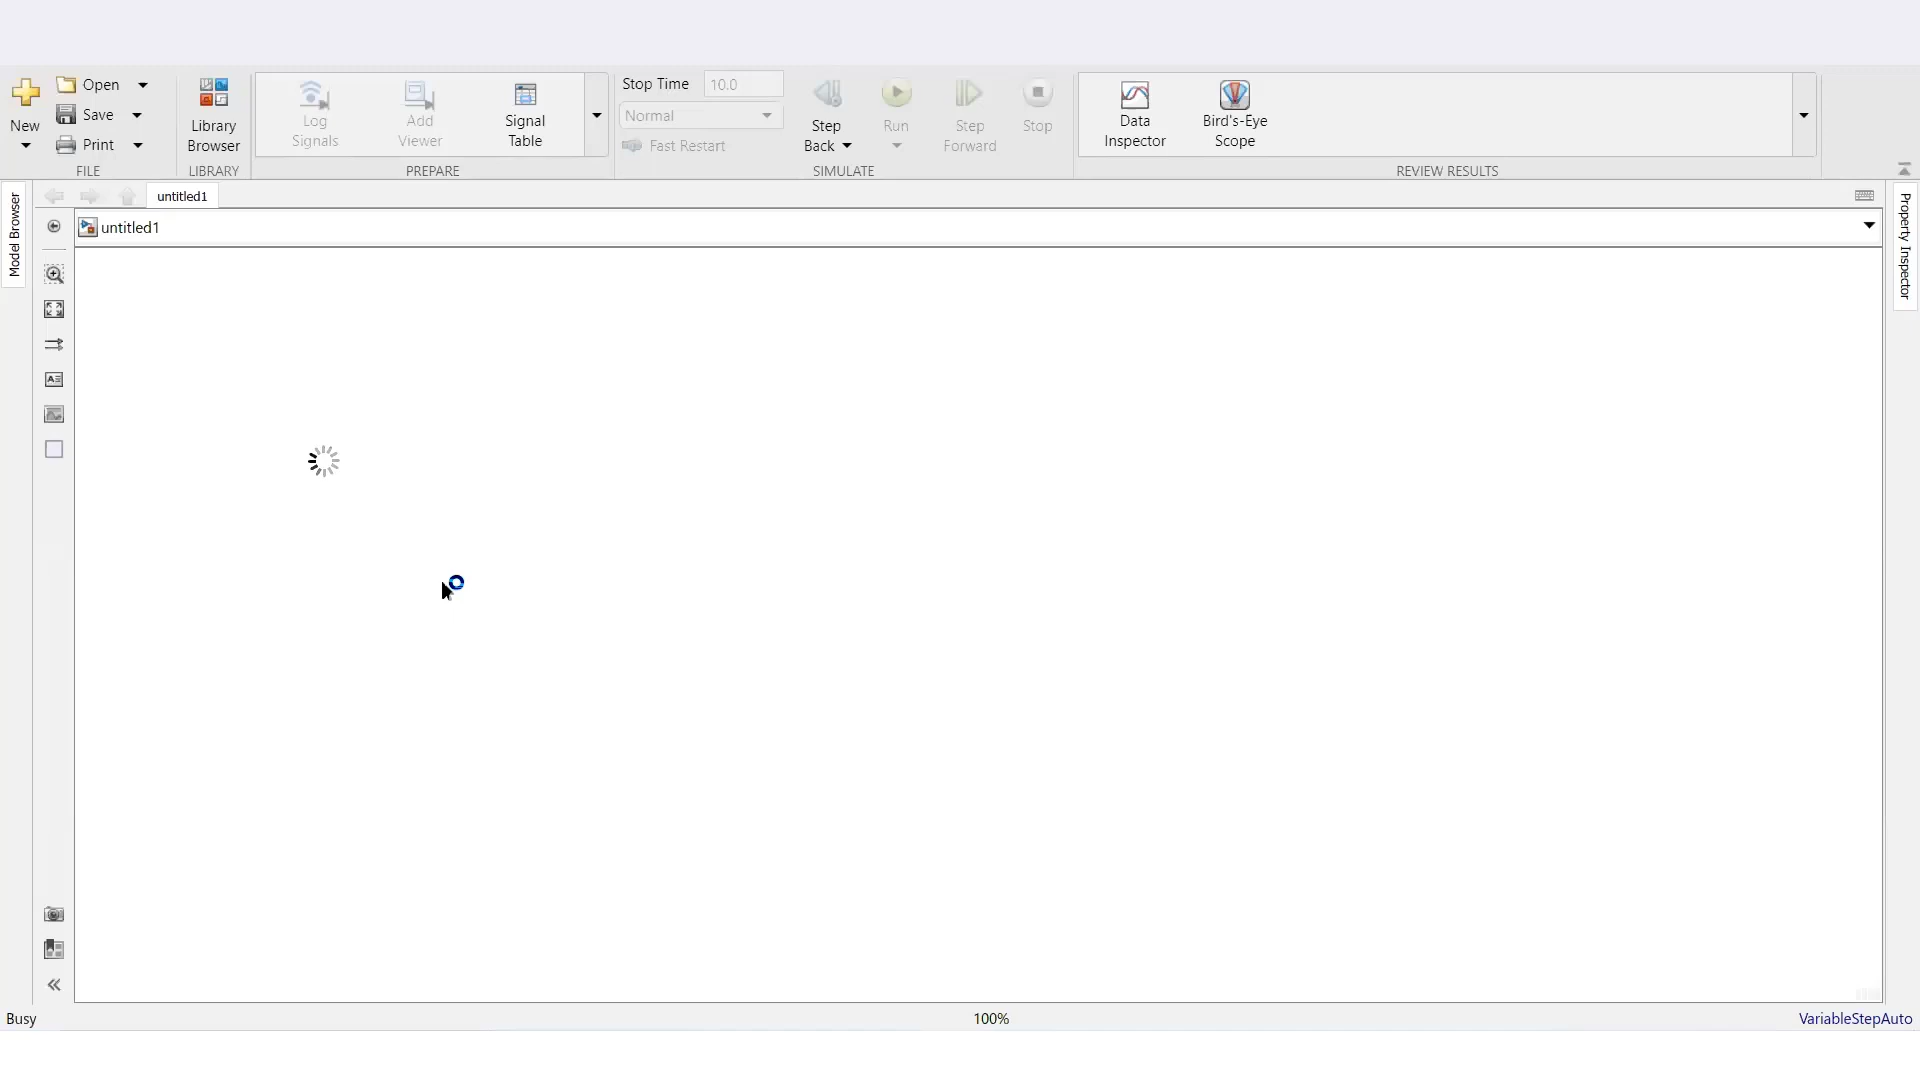 New
Open
Save
Print
FILE
Library
Browser
LIBRARY
Log
Signals
Add
Viewer
Signal
Table
PREPARE
Stop Time 10.0
Normal
Fast Restart
Step
Back
Run
Step
Forward
Stop
SIMULATE
Data
Inspector
Bird's-Eye
Scope
REVIEW RESULTS
Model Browser
untitled1
untitled1
Property Inspector
Busy
100%
VariableStepAuto